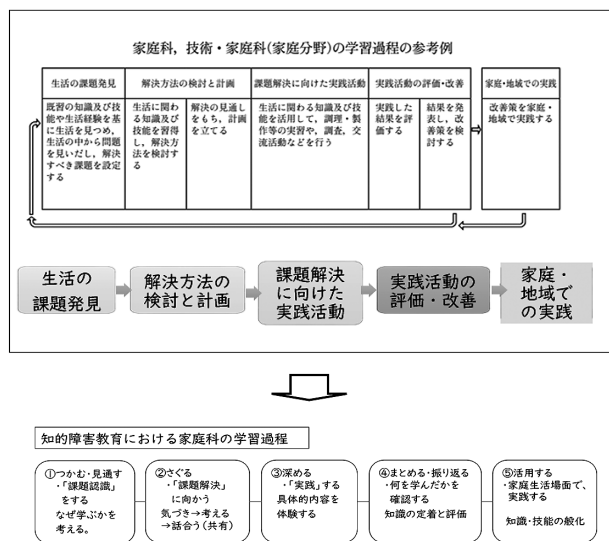 家庭科，技術・家庭科(家庭分野)の学習過程の参考例
生活の課題発見
解決方法の検討と計画
課題解決に向けた実践活動
実践活動の評価・改善
家庭・地域での実践
既習の知識及び技
能や生活経験を基
に生活を見つめ，
生活の中から問題
を見いだし，解決
すべき課題を設定
する
生活に関わ
る知識及び
技能を習得
し，解決方
法を検討す
る
解決の見通し
をもち，計画
を立てる
生活に関わる知識及び技
能を活用して，調理・製
作等の実習や，調査，交
流活動などを行う
実践した
結果を評
価する
結果を発
表し，改
善策を検
討する
改善策を家庭・地
域で実践する
生活の
課題発見
解決方法の
検討と計画
課題解決
に向けた
実践活動
実践活動の
評価・改善
家庭・
地域で
の実践
知的障害教育における家庭科の学習過程
①つかむ・見通す
・「課題認識」
をする
なぜ学ぶかを
考える。
②さぐる
・「課題解決」
に向かう
気づき→考える
→話合う（共有）
③深める
・「実践」する
具体的内容を
体験する
④まとめる・振り返る
・何を学んだかを
確認する
知識の定着と評価
⑤活用する
・家庭生活場面で、
実践する
知識・技能の般化